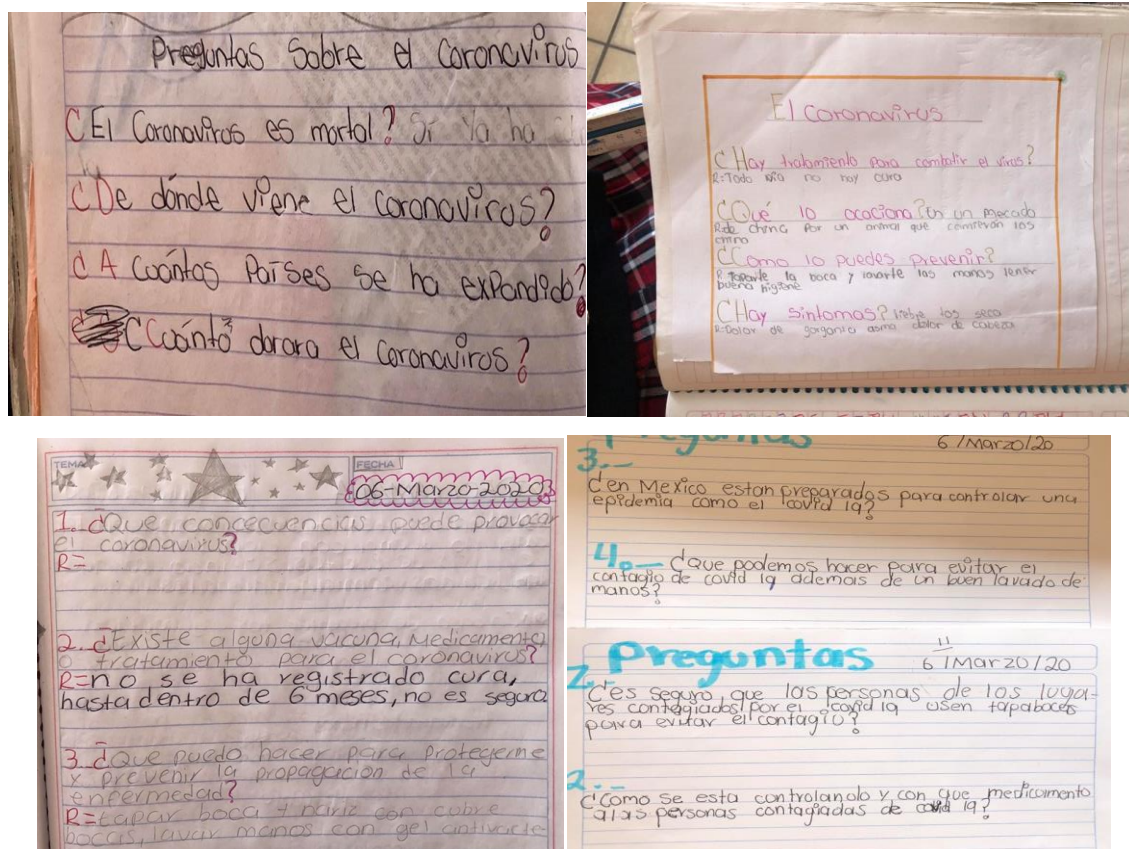 Preguntas Sobre el Coronavirus
¿El Coronavirus es mortal? Si Ya ha
¿De dónde viene el coronavirus?
¿A Cuántos Países se ha expandido?
¿Cuánto durara el coronavirus?
El Coronavirus
¿Hay tratamiento para combatir el virus?
R=Todo no hay cura
¿Qué lo ocaciona? En un mercado
R=de china Por un animal que los
chino
¿Como lo puedes prevenir?
R taparte la boca y lavarte las manos tener
buena higiene
¿Hay sintomas? tos seca
R=Dolor de garganta asma dolor de cabeza
TEMA
FECHA
06-Marzo-2020
1. ¿Que concecuencias puede provocar
el coronavirus?
R=
2. ¿Existe alguna vacuna, Medicamento
o tratamiento para el coronavirus?
R=no se ha registrado cura,
hasta dentro de 6 meses, no es seguro
3. ¿Que puedo hacer para Protegerme
y prevenir la propagación de la
enfermedad?
R=tapar boca + nariz con cubre
bocas, lavar manos con gel
Preguntas
6/Marzo/20
3.-
¿en Mexico estan preparados para controlar una
epidemia como el covid 19?
4.- ¿Que podemos hacer para evitar el
contagio de covid 19 ademas de un buen lavado de
manos?
Preguntas
11
6/Marzo/20
¿es seguro, que las personas de los luga-
res contagiados por el covid 19 usen tapabocas
para evitar el contagio?
2.-
¿Como se esta controlanalo y con que medicamento
a las personas contagiadas de covid 19?